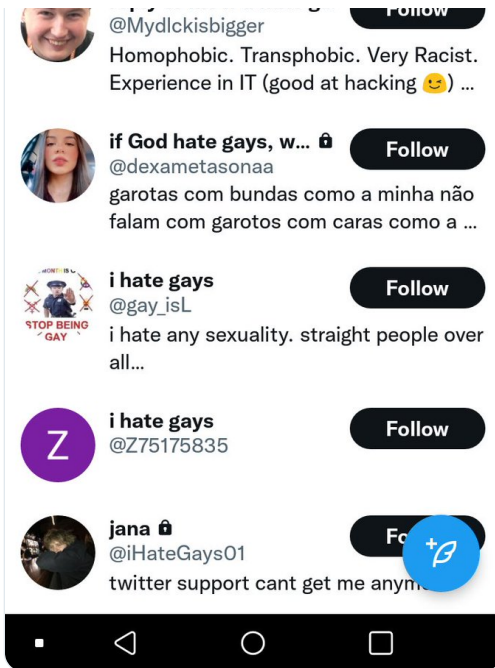 @Mydlckisbigger
Follow
Homophobic. Transphobic. Very Racist.
Experience in IT (good at hacking 😉) ...
if God hate gays, w...
Follow
@dexametasonaa
garotas com bundas como a minha não
falam com garotos com caras como a ...
i hate gays
Follow
@gay_isL
STOP BEING
GAY
i hate any sexuality. straight people over
all...
i hate gays
Follow
Z
@Z75175835
jana
@iHateGays01
twitter support cant get me